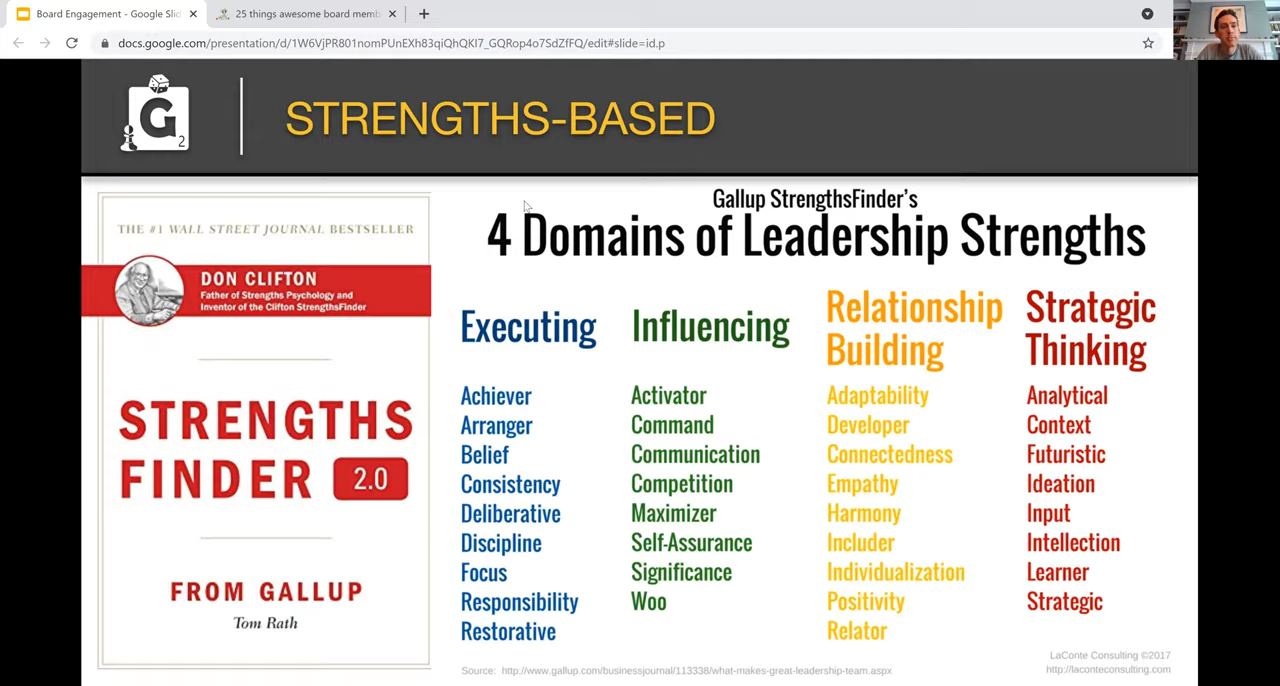 Board Engagement - Google Slid
25 things awesome board memb
docs.google.com/presentation/d/1W6VjPR801nomPUnEXh83qiQhQKl7_GQRop4o7SdZfFQ/edit#slide=id.p
G
2
STRENGTHS-BASED
THE #1 WALL STREET JOURNAL BESTSELLER
DON CLIFTON
Father of Strengths Psychology and
Inventor of the Clifton StrengthsFinder
STRENGTHS
FINDER 2.0
FROM GALLUP
Tom Rath
Gallup StrengthsFinder's
4 Domains of Leadership Strengths
Executing
Achiever
Arranger
Belief
Consistency
Deliberative
Discipline
Focus
Responsibility
Restorative
Influencing
Activator
Command
Communication
Competition
Maximizer
Self-Assurance
Significance
Woo
Relationship
Building
Adaptability
Developer
Connectedness
Empathy
Harmony
Includer
Individualization
Positivity
Relator
Strategic
Thinking
Analytical
Context
Futuristic
Ideation
Input
Intellection
Learner
Strategic
Source: http://www.gallup.com/businessjournal/113338/what-makes-great-leadership-team.aspx
LaConte Consulting ©2017
http://laconteconsulting.com